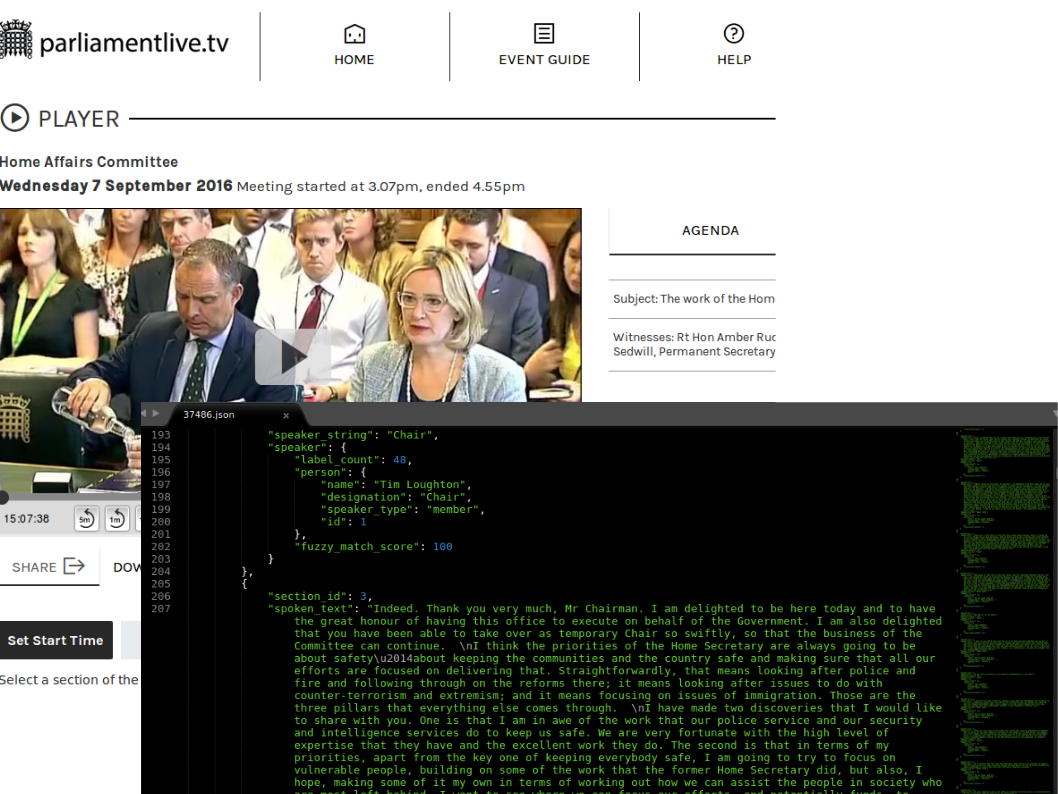 parliamentlive.tv
HOME
EVENT GUIDE
HELP
PLAYER
Home Affairs Committee
Wednesday 7 September 2016 Meeting started at 3.07pm, ended 4.55pm
AGENDA
Subject: The work of the Hom
Witnesses: Rt Hon Amber Ruc
Sedwill, Permanent Secretary
15:07:38
5m
1m
SHARE
DOW
Set Start Time
Select a section of the
37486.json
193 "speaker_string": "Chair",
194 "speaker": {
195 "label_count": 48,
196 "person": {
197 "name": "Tim Loughton",
198 "designation": "Chair",
199 "speaker_type": "member",
200 "id": 1
201 },
202 "fuzzy_match_score": 100
203 }
204 },
205 {
206 "section_id": 3,
207 "spoken_text": "Indeed. Thank you very much, Mr Chairman. I am delighted to be here today and to have
the great honour of having this office to execute on behalf of the Government. I am also delighted
that you have been able to take over as temporary Chair so swiftly, so that the business of the
Committee can continue.  \nI think the priorities of the Home Secretary are always going to be
about safety\u2014about keeping the communities and the country safe and making sure that all our
efforts are focused on delivering that. Straightforwardly, that means looking after police and
fire and following through on the reforms there; it means looking after issues to do with
counter-terrorism and extremism; and it means focusing on issues of immigration. Those are the
three pillars that everything else comes through.  \nI have made two discoveries that I would like
to share with you. One is that I am in awe of the work that our police service and our security
and intelligence services do to keep us safe. We are very fortunate with the high level of
expertise that they have and the excellent work they do. The second is that in terms of my
priorities, apart from the key one of keeping everybody safe, I am going to try to focus on
vulnerable people, building on some of the work that the former Home Secretary did, but also, I
hope, making some of it my own in terms of working out how we can assist the people in society who
are most left behind. I want to see where we can focus our efforts, and potentially funds, to